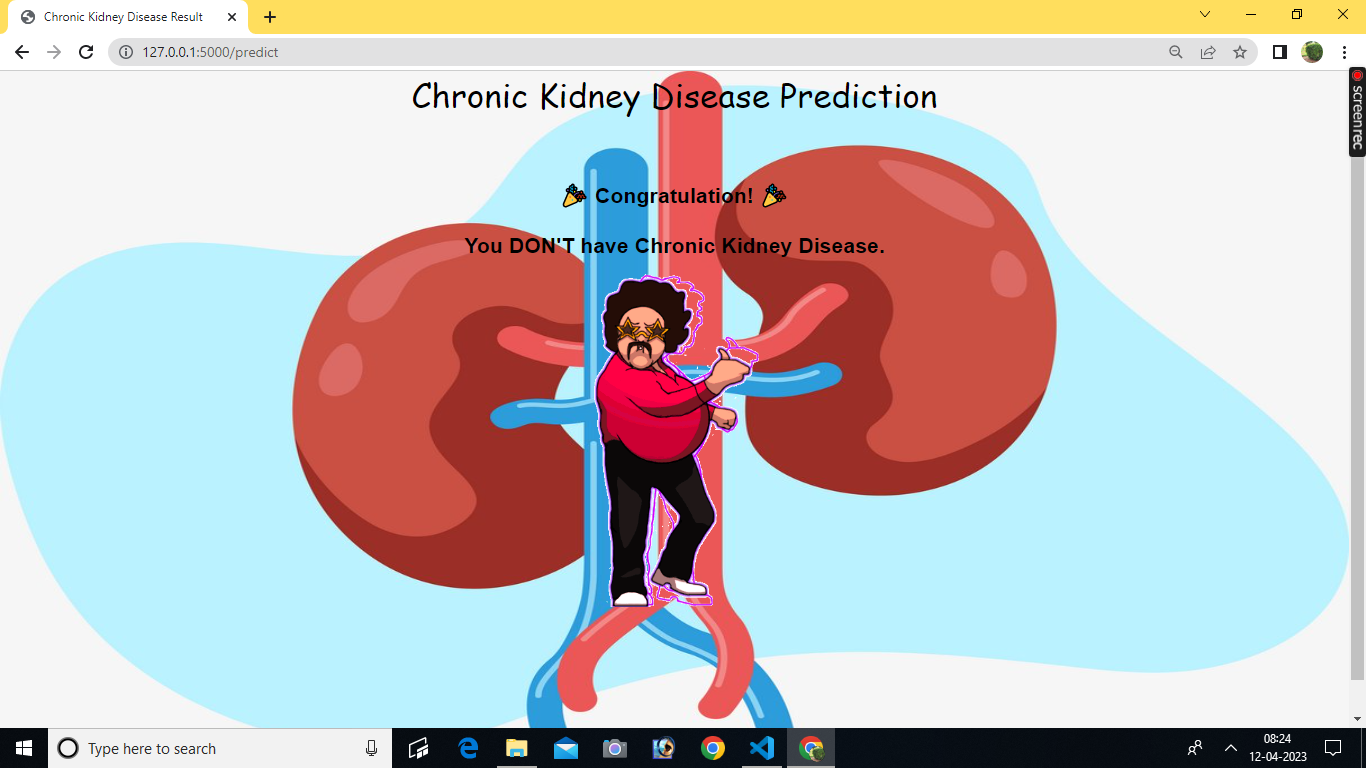 Chronic Kidney Disease Result
127.0.0.1:5000/predict
Chronic Kidney Disease Prediction
🎉 Congratulation! 🎉
You DON'T have Chronic Kidney Disease.
screenrec
Type here to search
08:24
12-04-2023